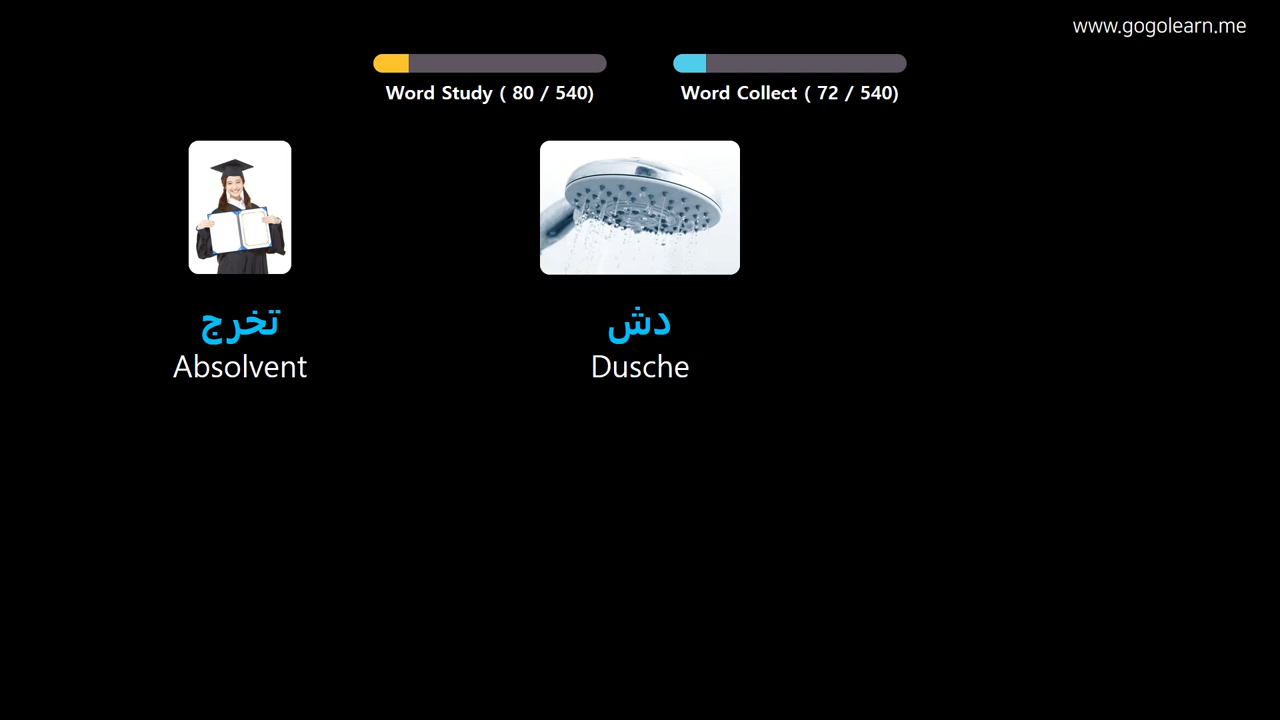 www.gogolearn.me
Word Study ( 80 / 540)
Word Collect ( 72 / 540)
تخرج
Absolvent
دش
Dusche